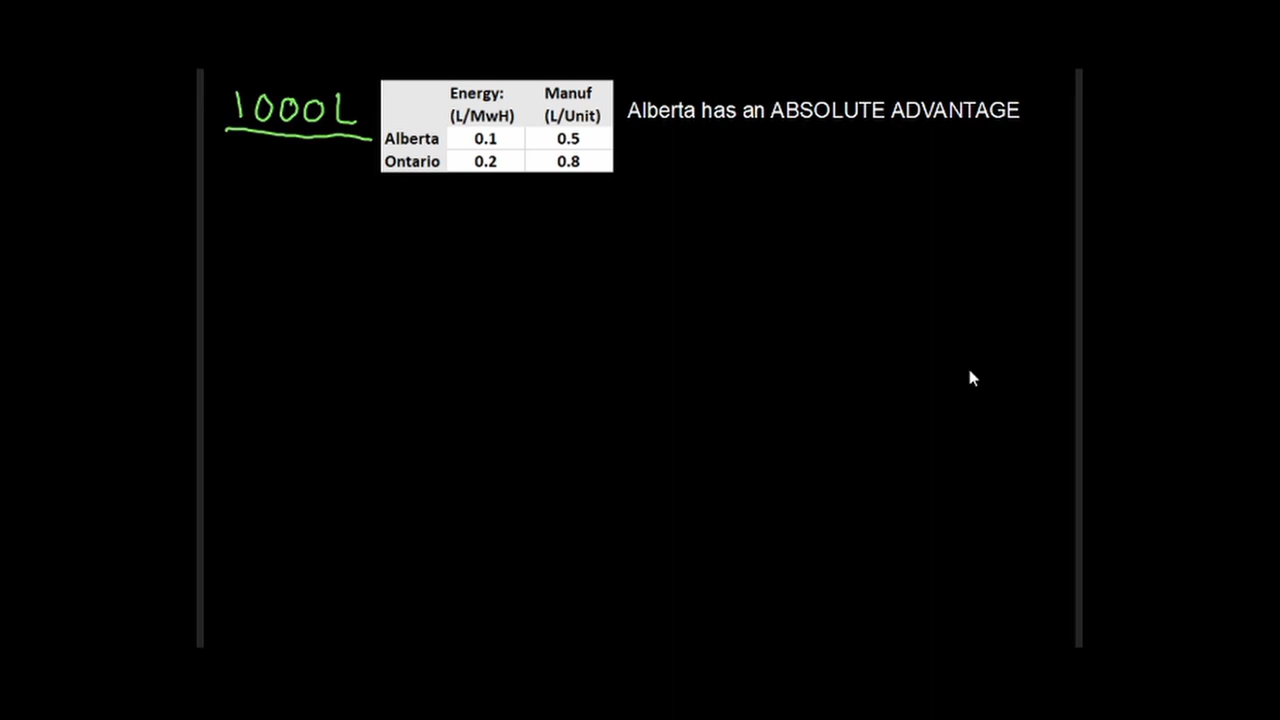 1000L
Energy: Manuf
(L/MwH) (L/Unit)
Alberta 0.1 0.5
Ontario 0.2 0.8
Alberta has an ABSOLUTE ADVANTAGE